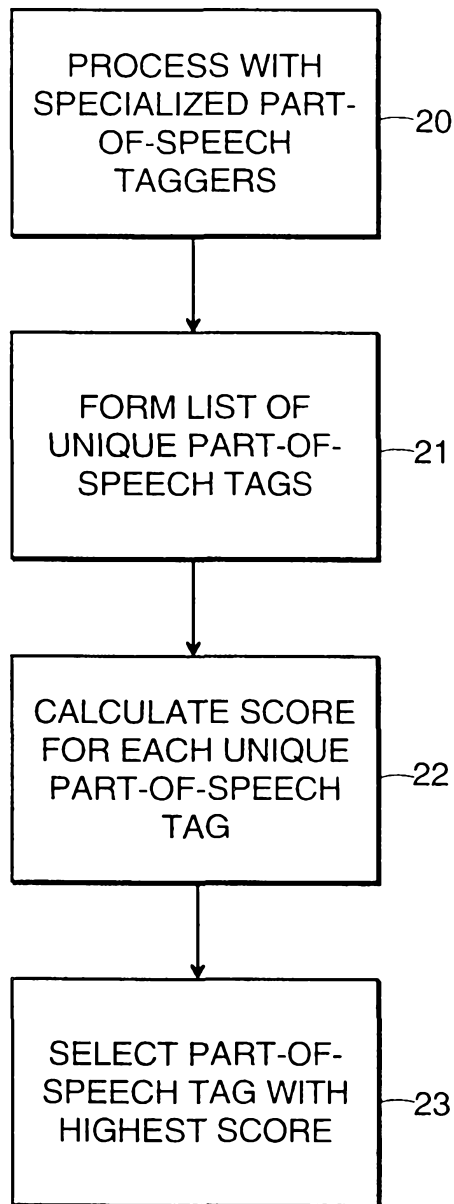 PROCESS WITH
SPECIALIZED PART-
OF-SPEECH
TAGGERS
20
FORM LIST OF
UNIQUE PART-OF-
SPEECH TAGS
21
CALCULATE SCORE
FOR EACH UNIQUE
PART-OF-SPEECH
TAG
22
SELECT PART-OF-
SPEECH TAG WITH
HIGHEST SCORE
23